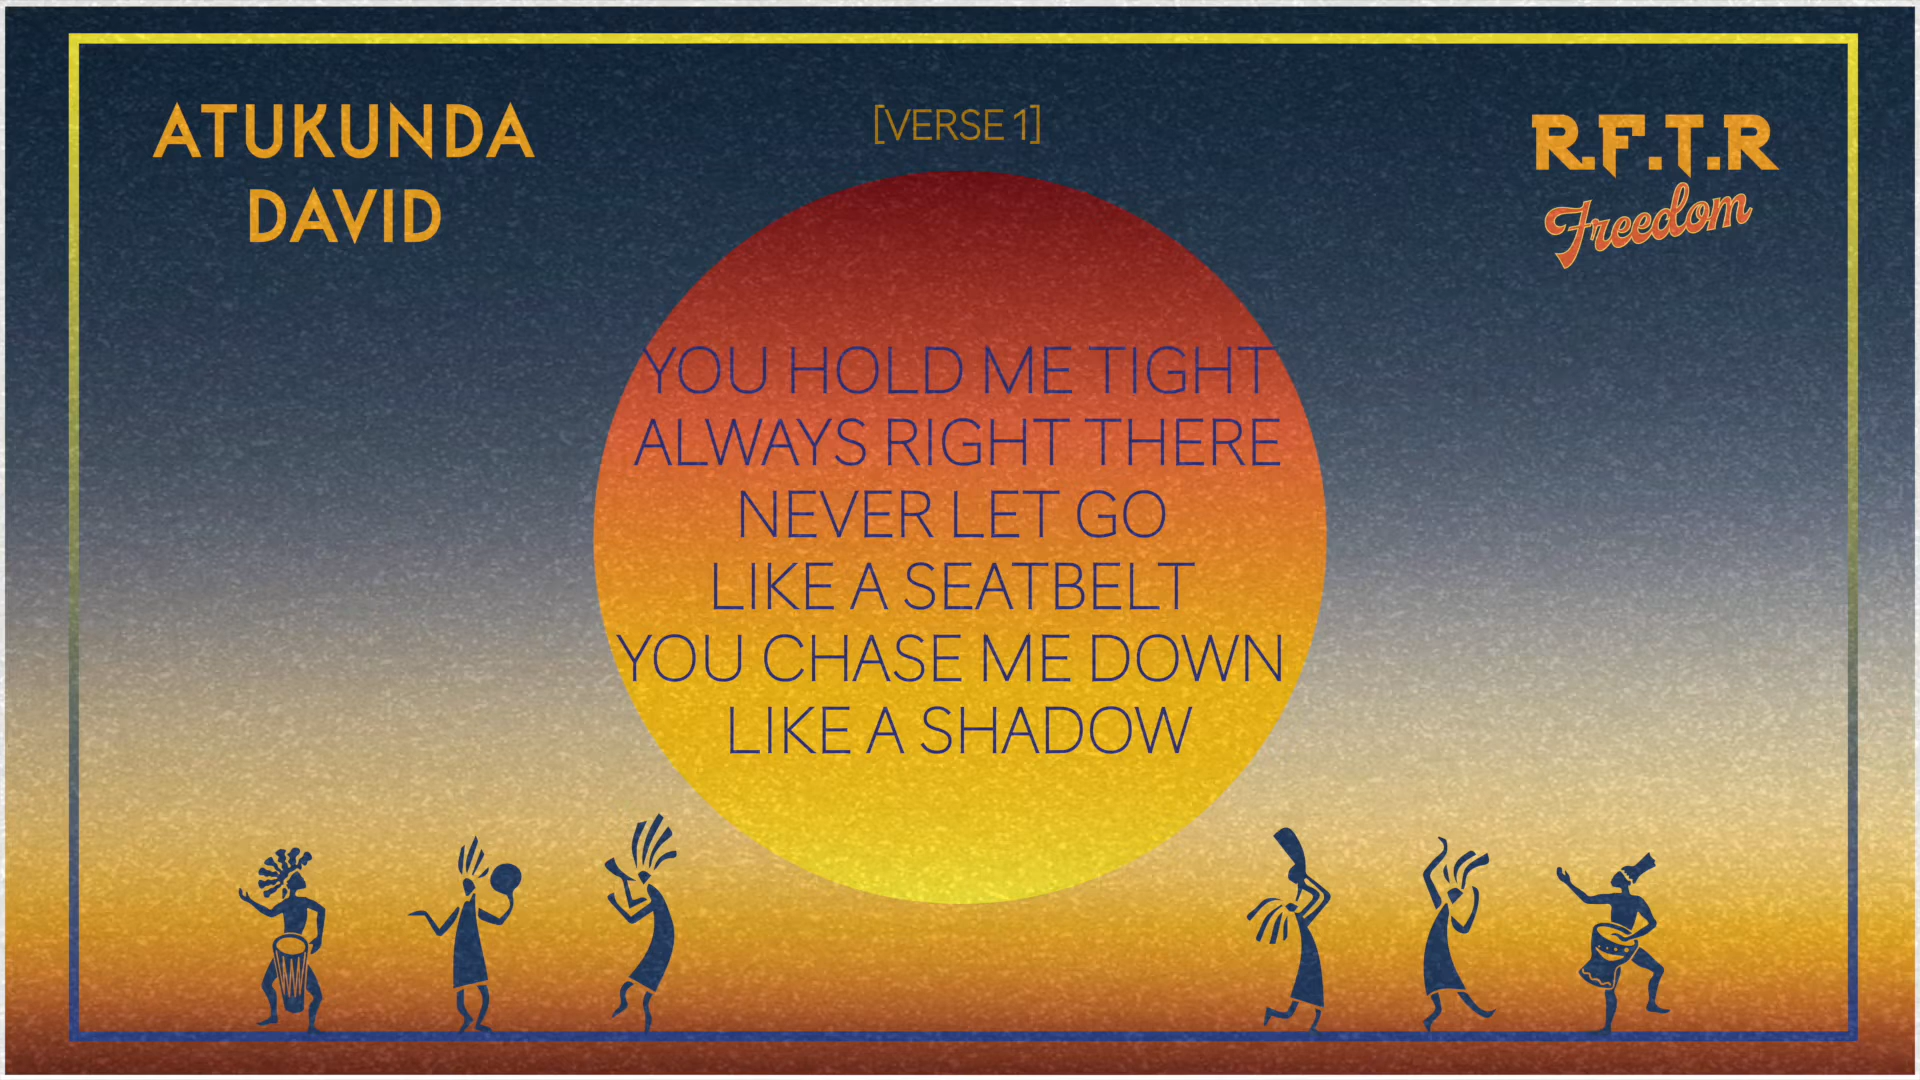 ATUKUNDA
DAVID
[VERSE 1]
R.F.T.R
Freedom
YOU HOLD ME TIGHT
ALWAYS RIGHT THERE
NEVER LET GO
LIKE A SEATBELT
YOU CHASE ME DOWN
LIKE A SHADOW